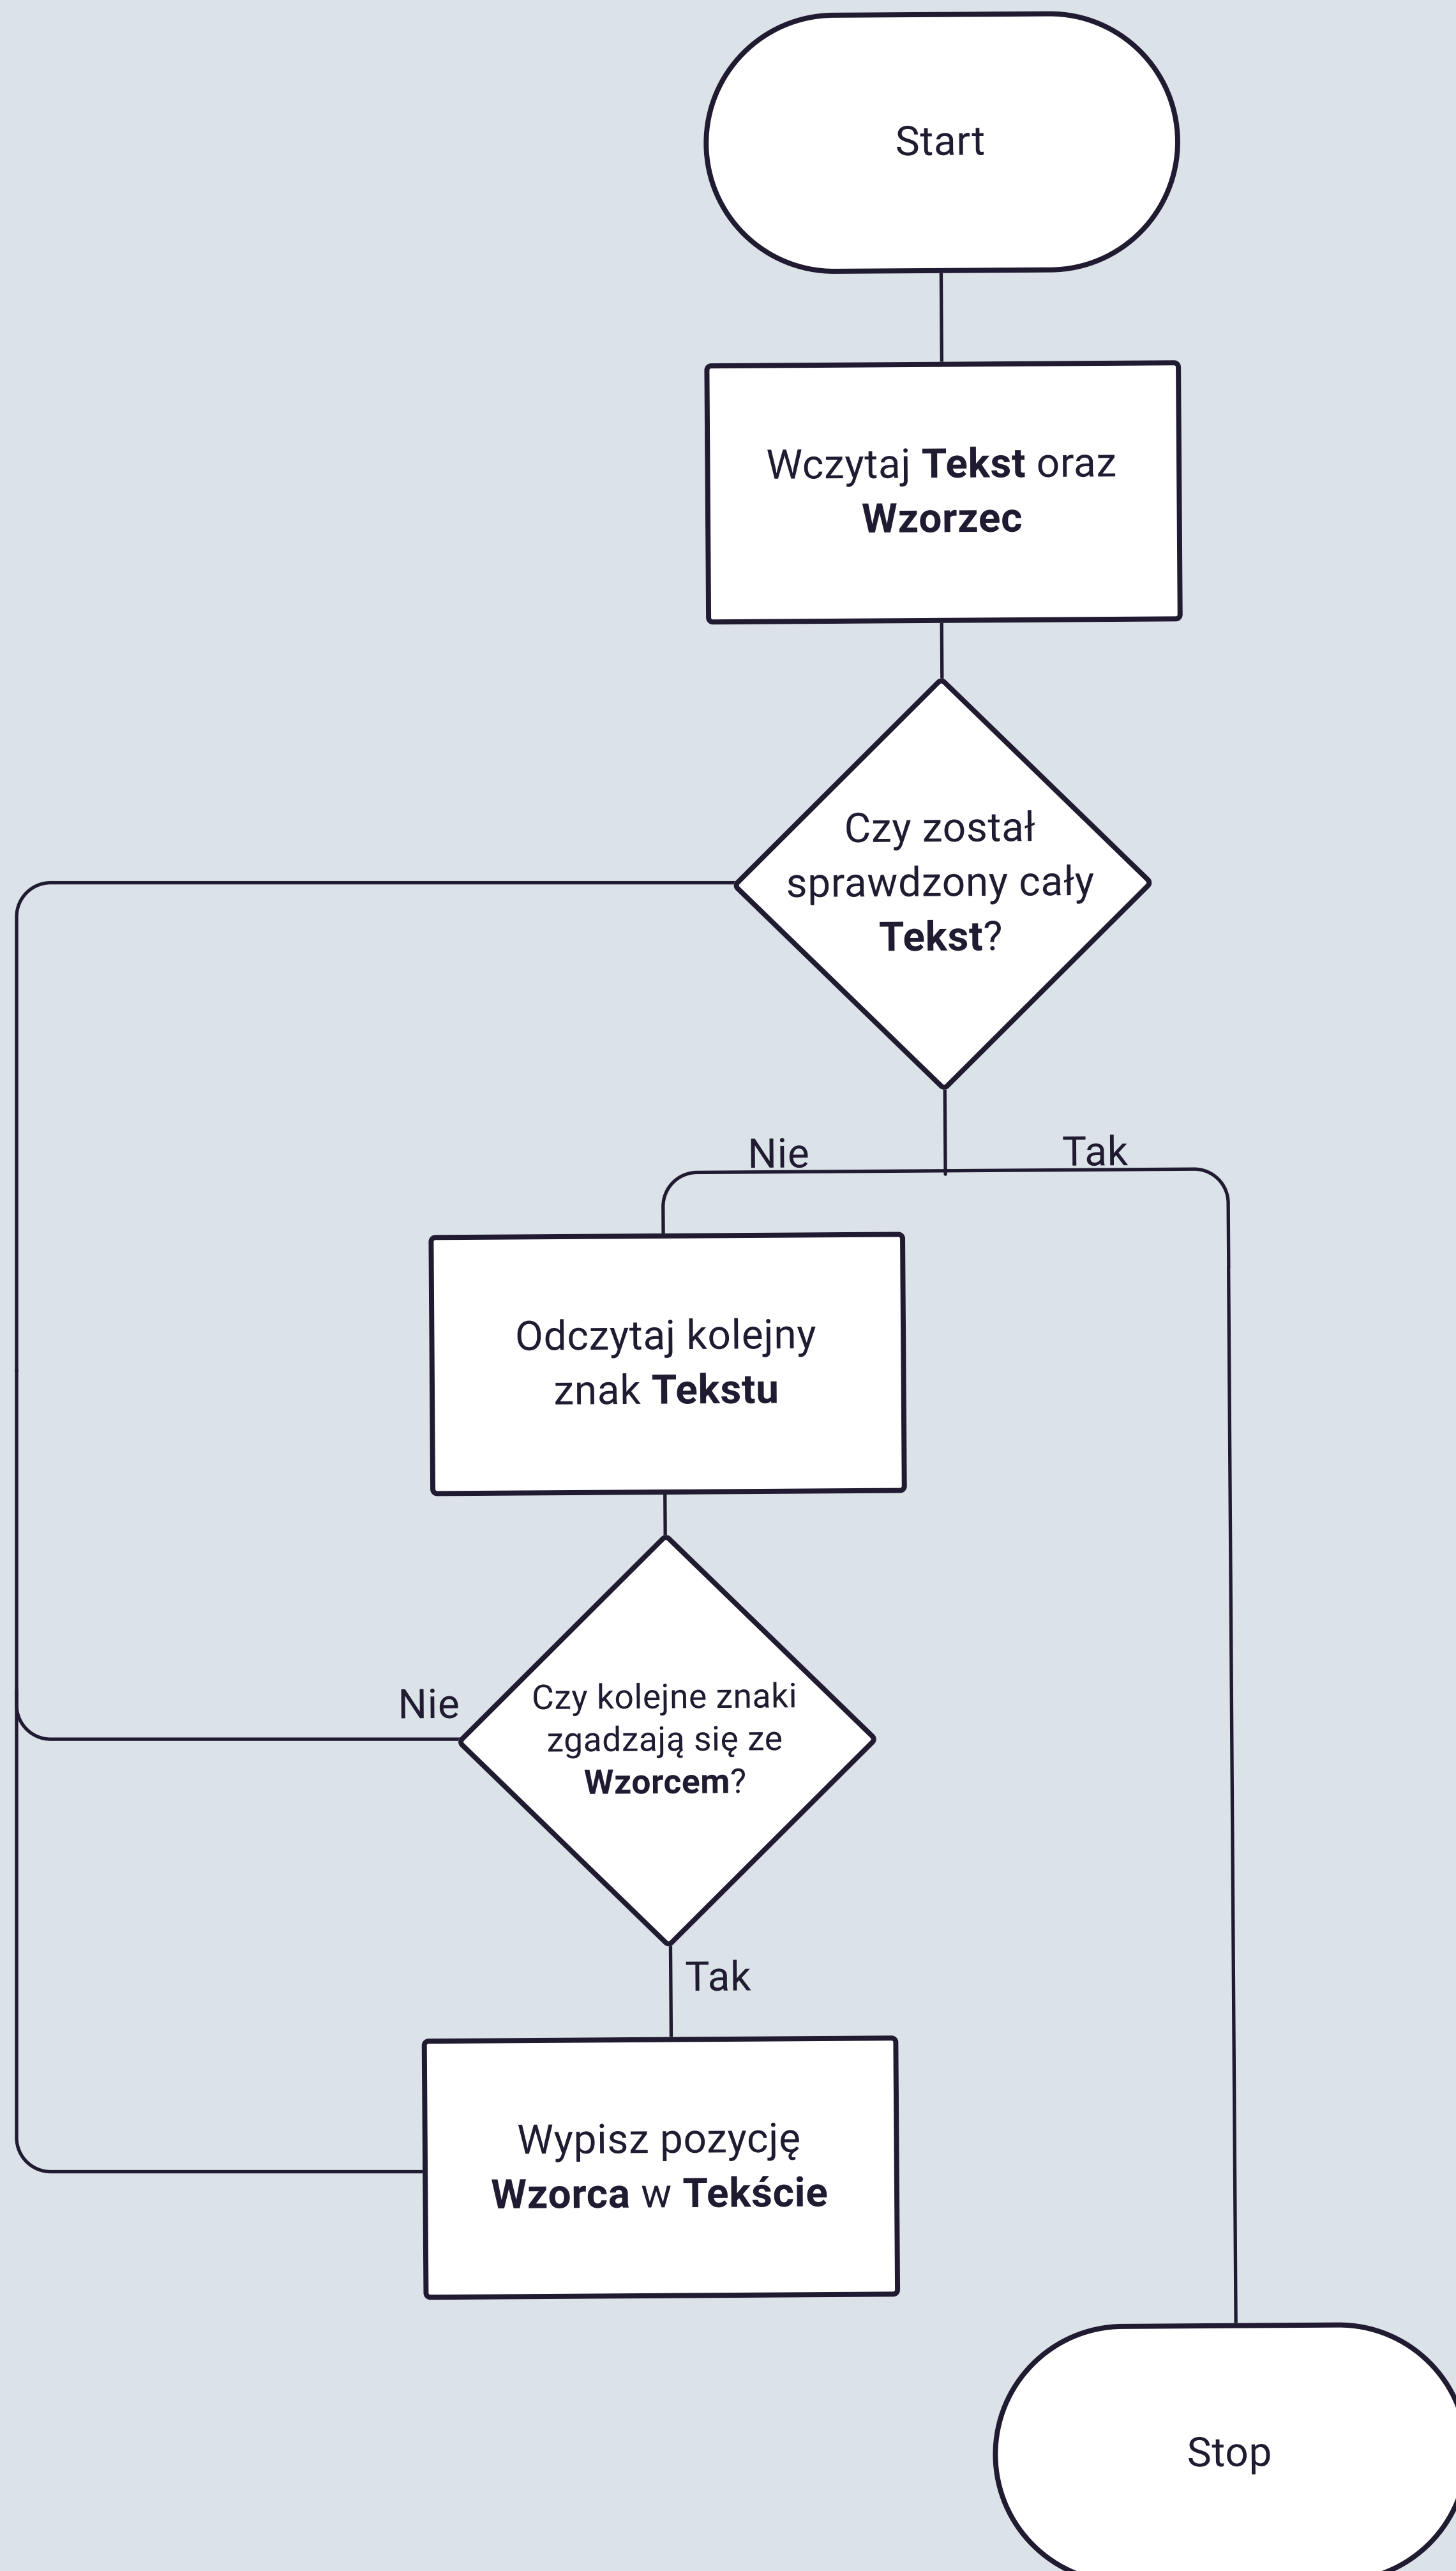 Start
Wczytaj Tekst oraz
Wzorzec
Czy został
sprawdzony cały
Tekst?
Nie
Tak
Odczytaj kolejny
znak Tekstu
Nie
Czy kolejne znaki
zgadzają się ze
Wzorcem?
Tak
Wypisz pozycję
Wzorca w Tekście
Stop